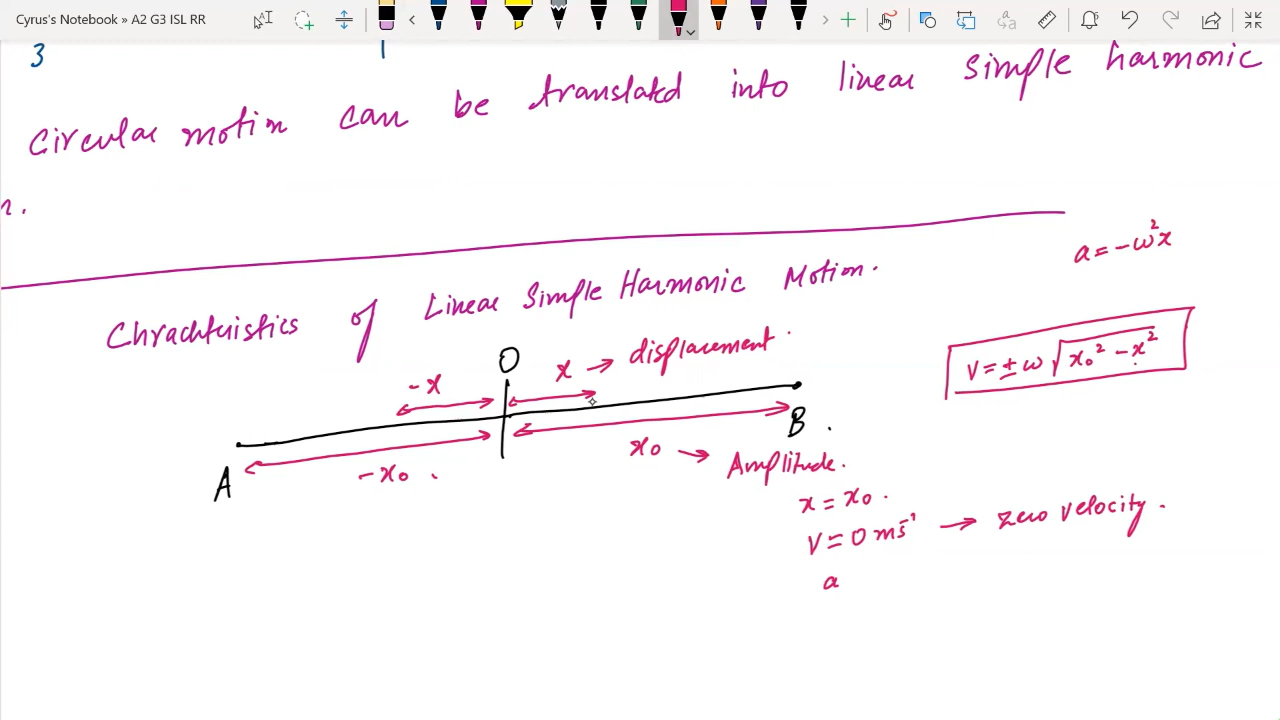 Cyrus's Notebook » A2 G3 ISL RR
3
circular motion can be translatd into linear simple harmonic
n.
a = -ω²x
Chrachteristics of Linear Simple Harmonic Motion.
O
x → displacement.
-x
V = ± ω √x₀² - x²
B.
A
-x₀.
x₀ → Amplitude.
x = x₀.
V = 0 ms⁻¹ → zero velocity.
a